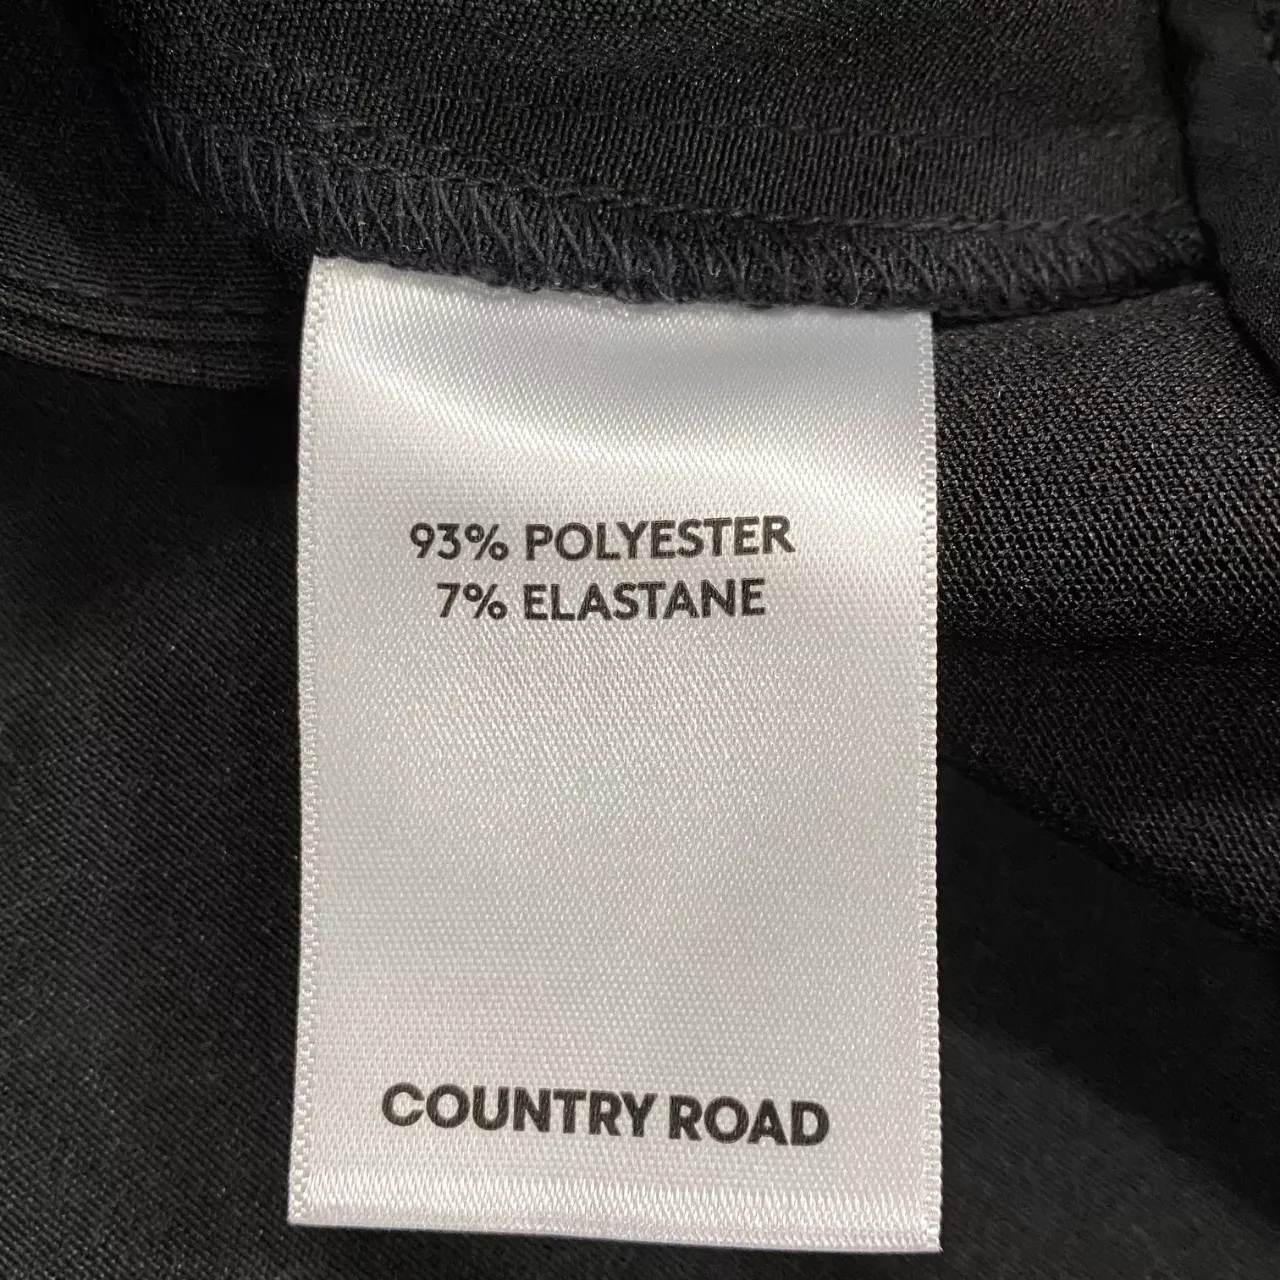 93% POLYESTER
7% ELASTANE
COUNTRY ROAD